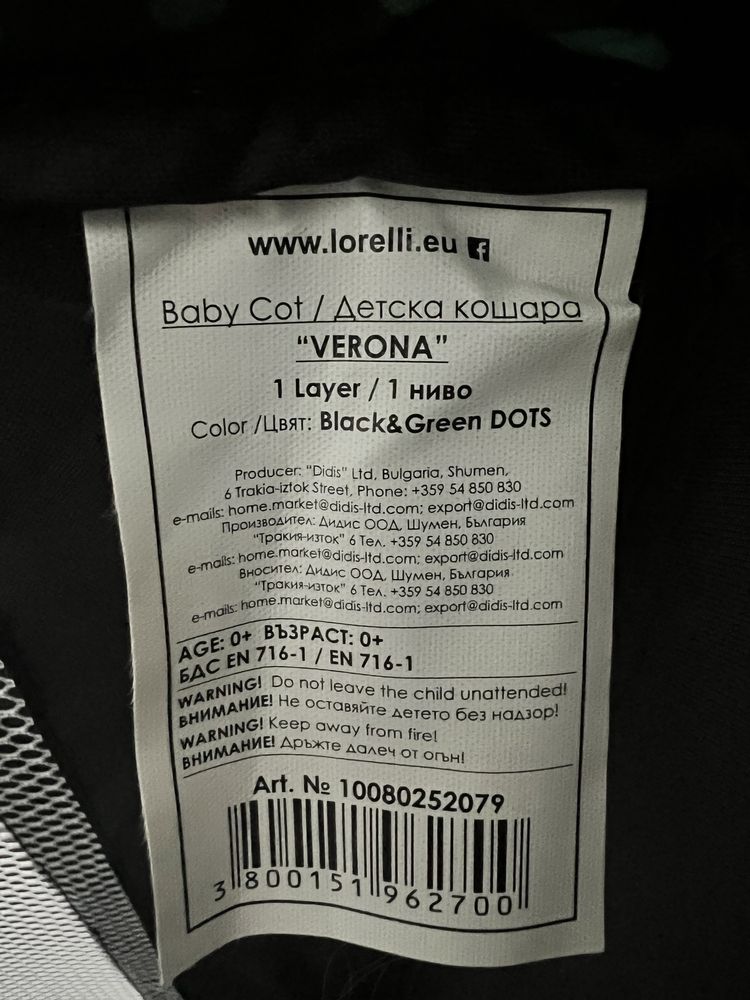 www.lorelli.eu f
Baby Cot / Детска кошара
"VERONA"
1 Layer / 1 ниво
Color /Цвят: Black&Green DOTS
Producer: "Didis" Ltd, Bulgaria, Shumen,
6 Trakia-iztok Street, Phone: +359 54 850 830
e-mails: home.market@didis-ltd.com; export@didis-ltd.com
Производител: Дидис ООД, Шумен, България
"Тракия-изток" 6 Тел. +359 54 850 830
e-mails: home.market@didis-ltd.com; export@didis-ltd.com
Вносител: Дидис ООД, Шумен, България
"Тракия-изток" 6 Тел. +359 54 850 830
e-mails: home.market@didis-ltd.com; export@didis-ltd.com
AGE: 0+ ВЪЗРАСТ: 0+
БДС EN 716-1 / EN 716-1
WARNING! Do not leave the child unattended!
ВНИМАНИЕ! Не оставяйте детето без надзор!
WARNING! Keep away from fire!
ВНИМАНИЕ! Дръжте далеч от огън!
Art. № 10080252079
3 800151 962700